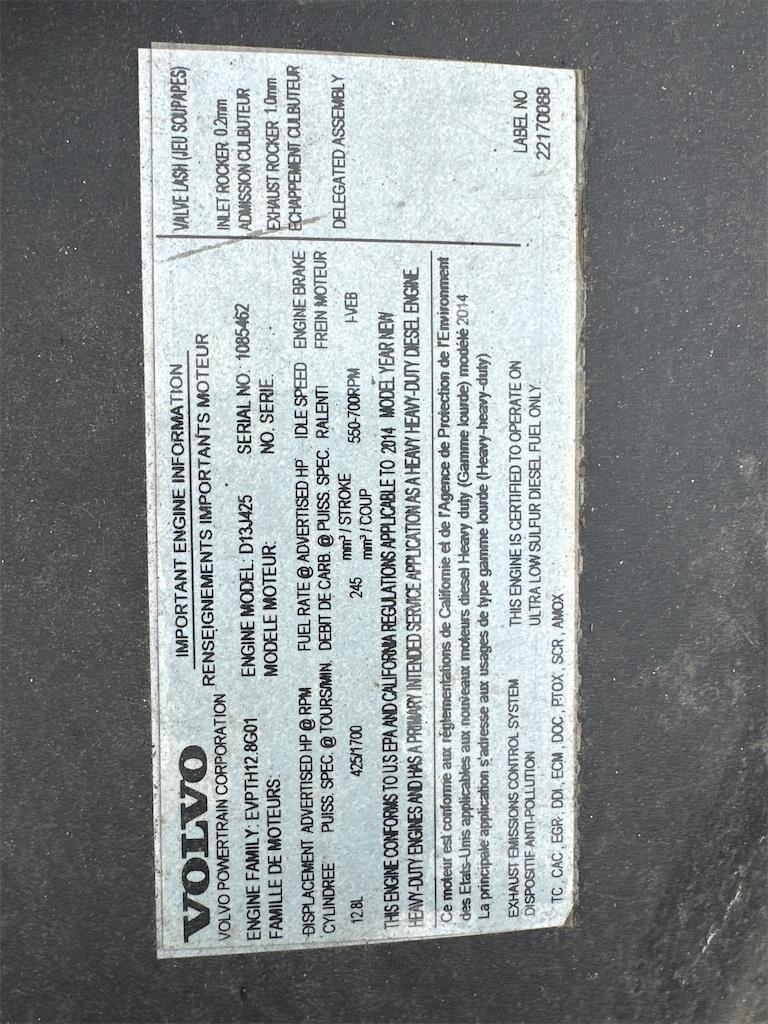 VOLVO
VOLVO POWERTRAIN CORPORATION
IMPORTANT ENGINE INFORMATION
RENSEIGNEMENTS IMPORTANTS MOTEUR
ENGINE FAMILY: EVPTH12.8G01 ENGINE MODEL: D13J425 SERIAL NO: 1085462
FAMILLE DE MOTEURS: MODELE MOTEUR: NO. SERIE.
DISPLACEMENT ADVERTISED HP @ RPM FUEL RATE @ ADVERTISED HP IDLE SPEED ENGINE BRAKE
CYLINDREE PUISS. SPEC. @ TOURS/MIN. DEBIT DE CARB. @ PUISS. SPEC. RALENTI FREIN MOTEUR
12.8L 425/1700 245 mm³ / STROKE 550-700RPM I-VEB
mm³ / COUP
THIS ENGINE CONFORMS TO U.S EPA AND CALIFORNIA REGULATIONS APPLICABLE TO 2014 MODEL YEAR NEW
HEAVY-DUTY ENGINES AND HAS A PRIMARY INTENDED SERVICE APPLICATION AS A HEAVY HEAVY-DUTY DIESEL ENGINE
Ce moteur est conforme aux réglementations de Californie et de l'Agence de Protection de l'Environment
des Etats-Unis applicables aux nouveaux moteurs diesel Heavy duty (Gamme lourde) modèlé 2014
La principale application s'adresse aux usages de type gamme lourde (Heavy-heavy-duty)
EXHAUST EMISSIONS CONTROL SYSTEM THIS ENGINE IS CERTIFIED TO OPERATE ON
DISPOSITIF ANTI-POLLUTION ULTRA LOW SULFUR DIESEL FUEL ONLY.
TC, CAC, EGR, DDI, ECM, DOC, PTOX, SCR, AMOX
VALVE LASH (JEU SOUPAPES)
INLET ROCKER 0.2mm
ADMISSION CULBUTEUR
EXHAUST ROCKER 1.0mm
ECHAPPEMENT CULBUTEUR
DELEGATED ASSEMBLY
LABEL NO
22170088